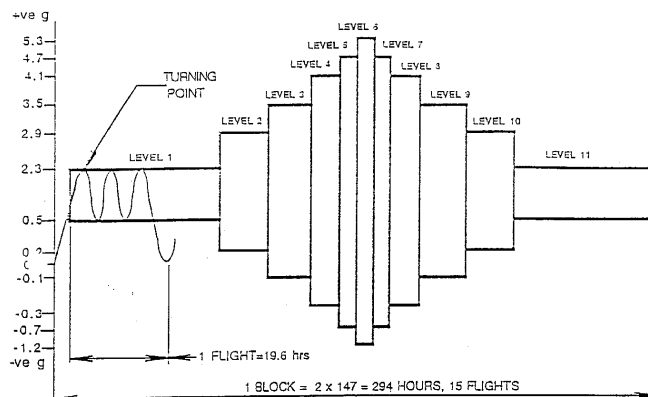 +ve g
5.3
4.7
4.1
3.5
2.9
2.3
0.5
0.2
-0.1
-0.3
-0.7
-1.2
-ve g
TURNING
POINT
LEVEL 1
LEVEL 2
LEVEL 3
LEVEL 4
LEVEL 5
LEVEL 6
LEVEL 7
LEVEL 8
LEVEL 9
LEVEL 10
LEVEL 11
1 FLIGHT=19.6 hrs
1 BLOCK = 2 x 147 = 294 HOURS, 15 FLIGHTS